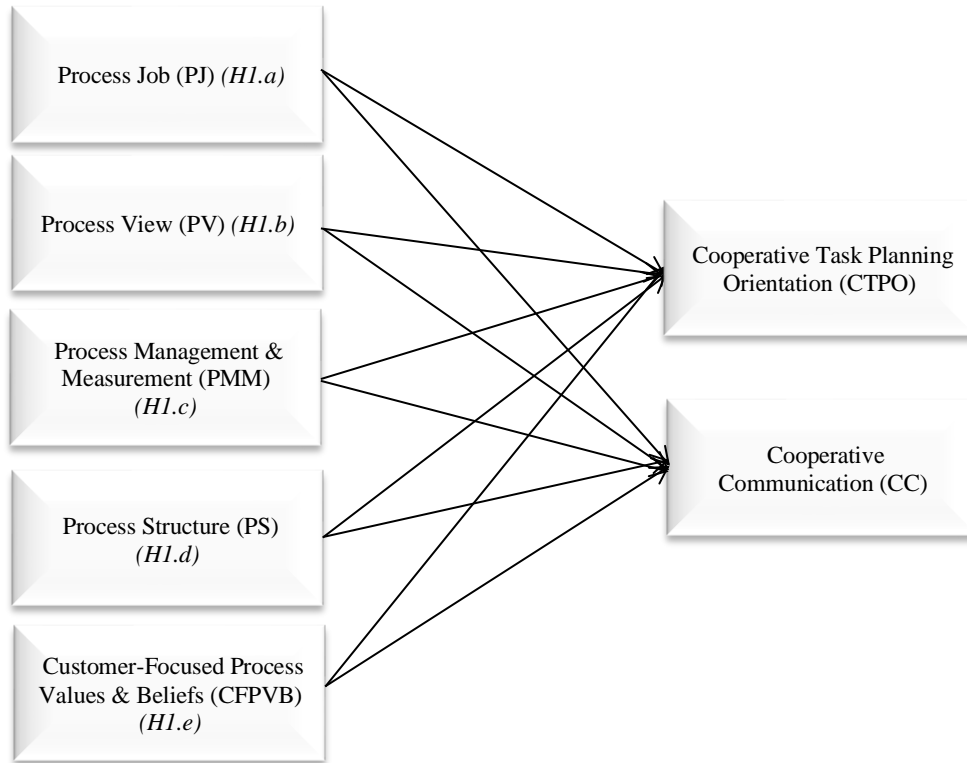 Process Job (PJ) (H1.a)
Process View (PV) (H1.b)
Process Management &
Measurement (PMM)
(H1.c)
Process Structure (PS)
(H1.d)
Customer-Focused Process
Values & Beliefs (CFPVB)
(H1.e)
Cooperative Task Planning
Orientation (CTPO)
Cooperative
Communication (CC)